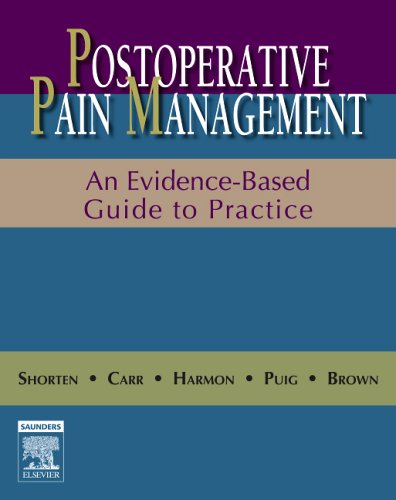 POSTOPERATIVE
PAIN MANAGEMENT
An Evidence-Based
Guide to Practice
SHORTEN • CARR • HARMON • PUIG • BROWN
SAUNDERS
ELSEVIER